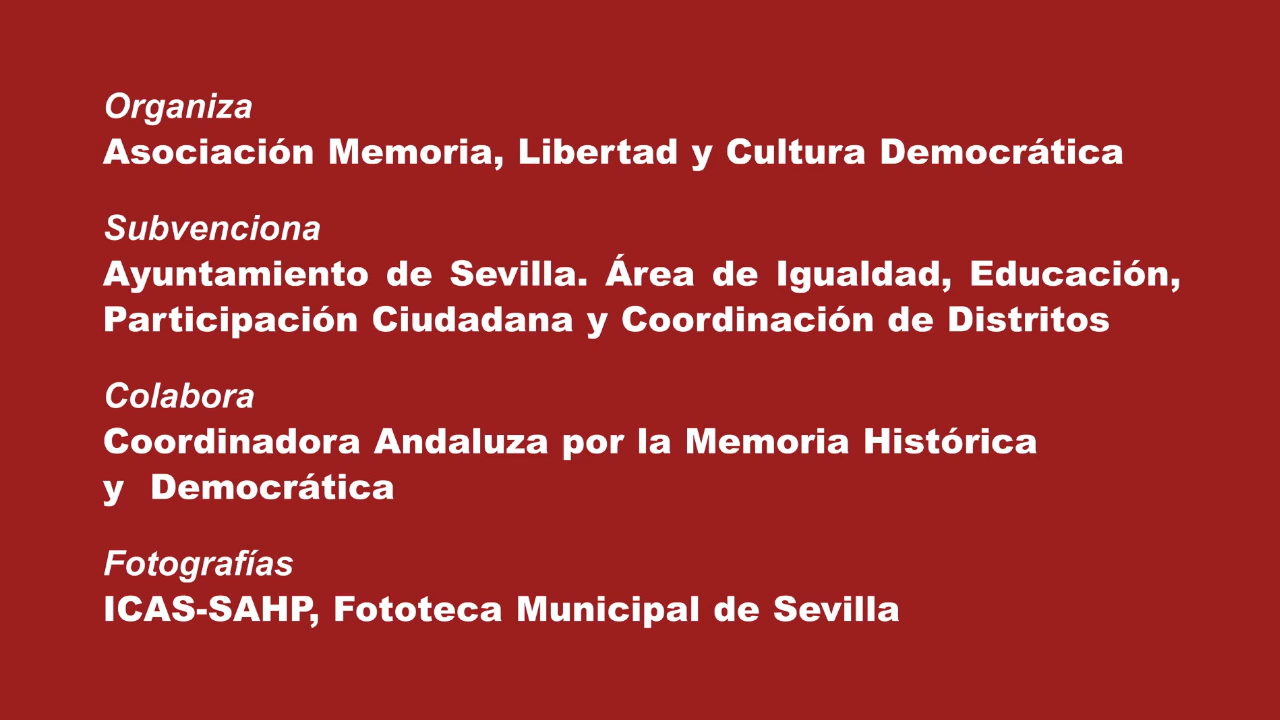 Organiza
Asociación Memoria, Libertad y Cultura Democrática
Subvenciona
Ayuntamiento de Sevilla. Área de Igualdad, Educación,
Participación Ciudadana y Coordinación de Distritos
Colabora
Coordinadora Andaluza por la Memoria Histórica
y Democrática
Fotografías
ICAS-SAHP, Fototeca Municipal de Sevilla